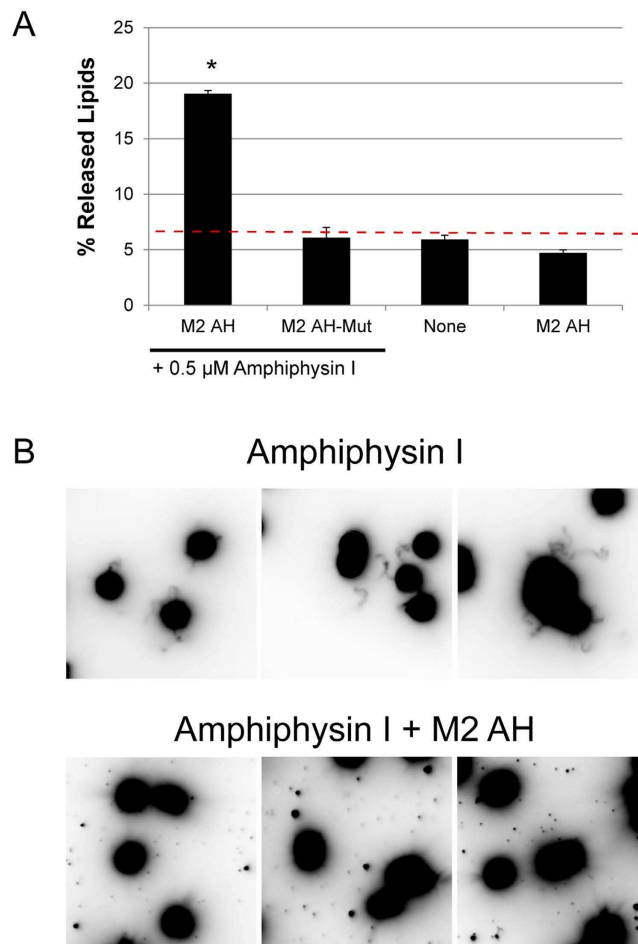 A
% Released Lipids
25
20
15
10
5
0
*
M2 AH M2 AH-Mut None M2 AH
+ 0.5 µM Amphiphysin I
B
Amphiphysin I
Amphiphysin I + M2 AH